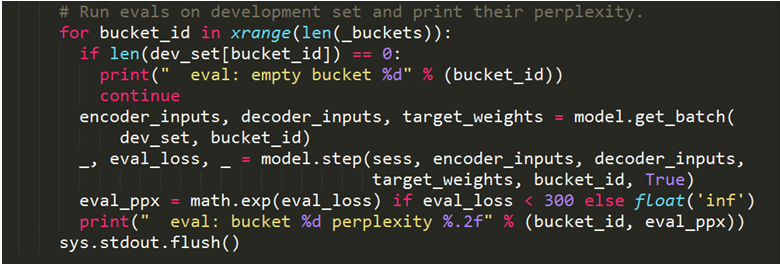 # Run evals on development set and print their perplexity.
for bucket_id in xrange(len(_buckets)):
  if len(dev_set[bucket_id]) == 0:
    print("  eval: empty bucket %d" % (bucket_id))
    continue
  encoder_inputs, decoder_inputs, target_weights = model.get_batch(
      dev_set, bucket_id)
  _, eval_loss, _ = model.step(sess, encoder_inputs, decoder_inputs,
                               target_weights, bucket_id, True)
  eval_ppx = math.exp(eval_loss) if eval_loss < 300 else float('inf')
  print("  eval: bucket %d perplexity %.2f" % (bucket_id, eval_ppx))
sys.stdout.flush()